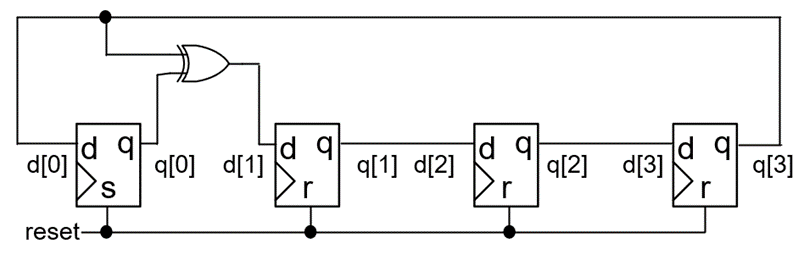 d q d q d q d q
d[0] q[0] d[1] q[1] d[2] q[2] d[3] q[3]
s r r r
reset